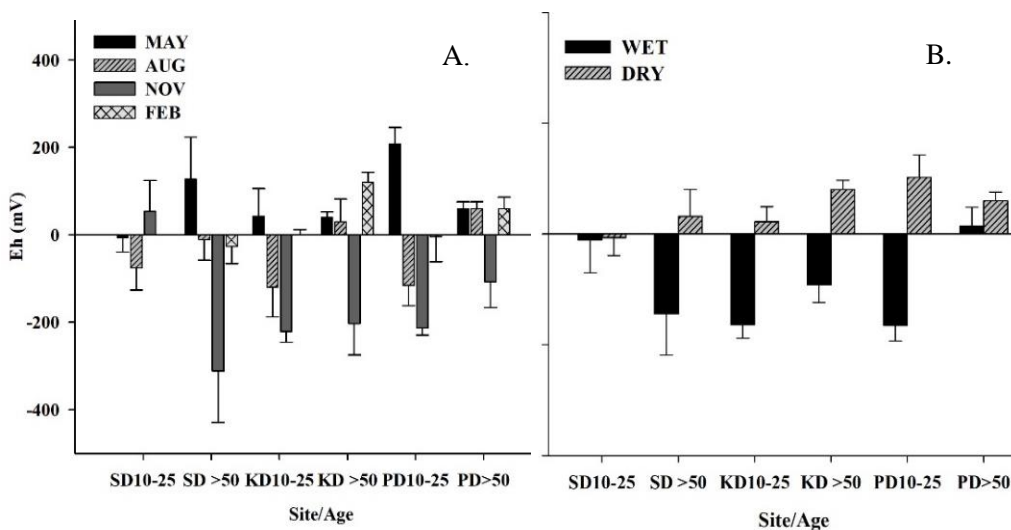 A.
MAY
AUG
NOV
FEB
Eh (mV)
400
200
0
-200
-400
SD10-25 SD >50 KD10-25 KD >50 PD10-25 PD>50
Site/Age
B.
WET
DRY
SD10-25 SD >50 KD10-25 KD >50 PD10-25 PD>50
Site/Age